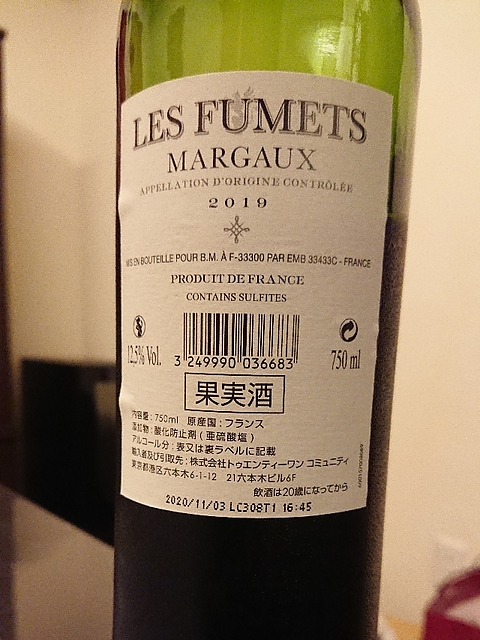 LES FUMETS
MARGAUX
APPELLATION D'ORIGINE CONTRÔLÉE
2019
MIS EN BOUTEILLE POUR B.M. À F-33300 PAR EMB 33433C - FRANCE
PRODUIT DE FRANCE
CONTAINS SULFITES
12.5% Vol.
750 ml
3 249990 036683
果実酒
内容量：750ml 原産国：フランス
添加物：酸化防止剤（亜硫酸塩）
アルコール分：表又は裏ラベルに記載
輸入者及び引取先：株式会社トゥエンティーワン コミュニティ
東京都港区六本木6-1-12 21六本木ビル6F
飲酒は20歳になってから
2020/11/03 LC308T1 16:45